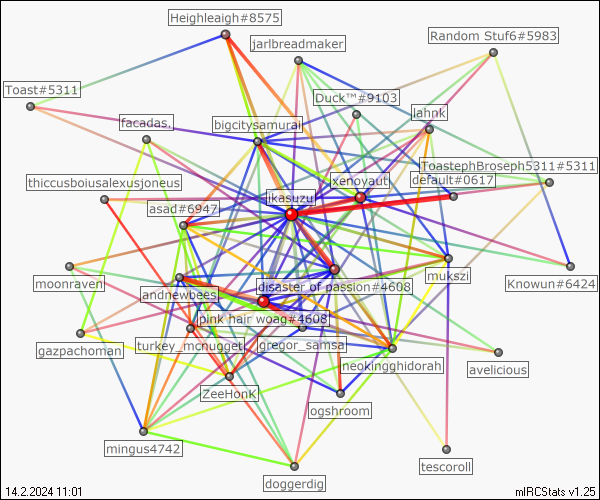 Heighleaigh#8575
Random Stuf6#5983
jarlbreadmaker
Toast#5311
Duck™#9103
lahnk
facadas.
bigcitysamurai
ToastephBroseph5311#5311
xenoyaut
default#0617
thiccusboiusalexusjoneus
jkasuzu
asad#6947
moonraven
disaster of passion#4608
mukszi
Knowun#6424
andnewbees
pink hair woag#4608
gazpachoman
turkey_mcnugget
gregor_samsa
neokingghidorah
avelicious
ZeeHonK
ogshroom
mingus4742
tescoroll
doggerdig
14.2.2024 11:01
mIRCStats v1.25